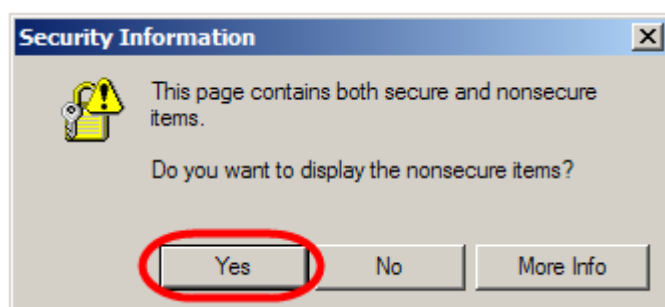 Security Information
This page contains both secure and nonsecure
items.
Do you want to display the nonsecure items?
Yes No More Info